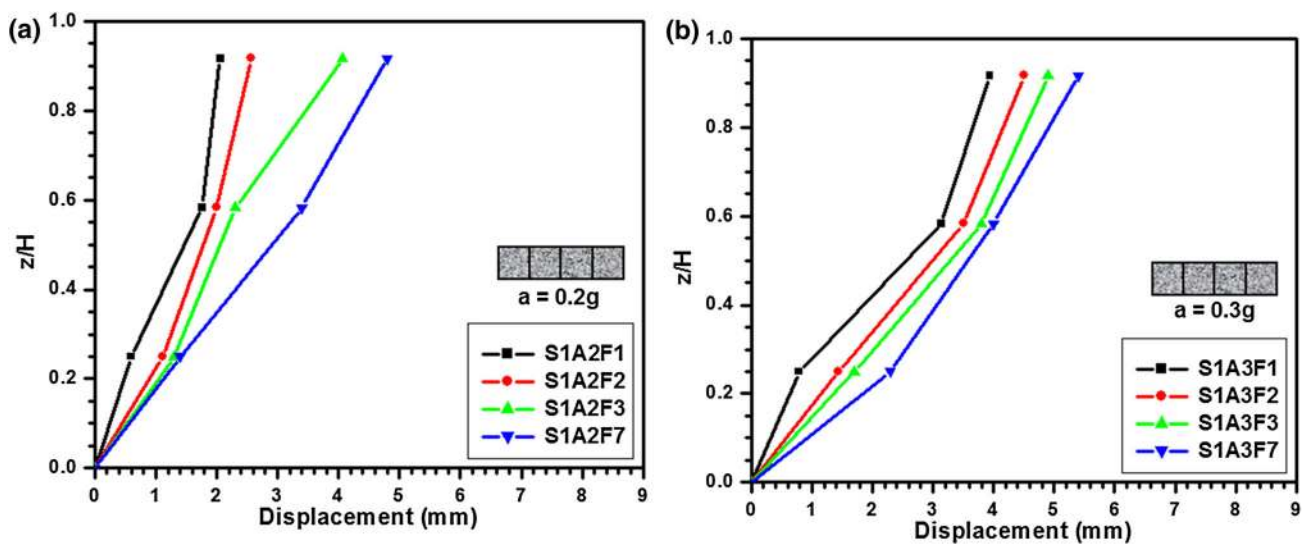 (a)
1.0
0.8
0.6
0.4
0.2
0.0
z/H
a = 0.2g
S1A2F1
S1A2F2
S1A2F3
S1A2F7
0 1 2 3 4 5 6 7 8 9
Displacement (mm)
(b)
1.0
0.8
0.6
0.4
0.2
0.0
z/H
a = 0.3g
S1A3F1
S1A3F2
S1A3F3
S1A3F7
0 1 2 3 4 5 6 7 8 9
Displacement (mm)